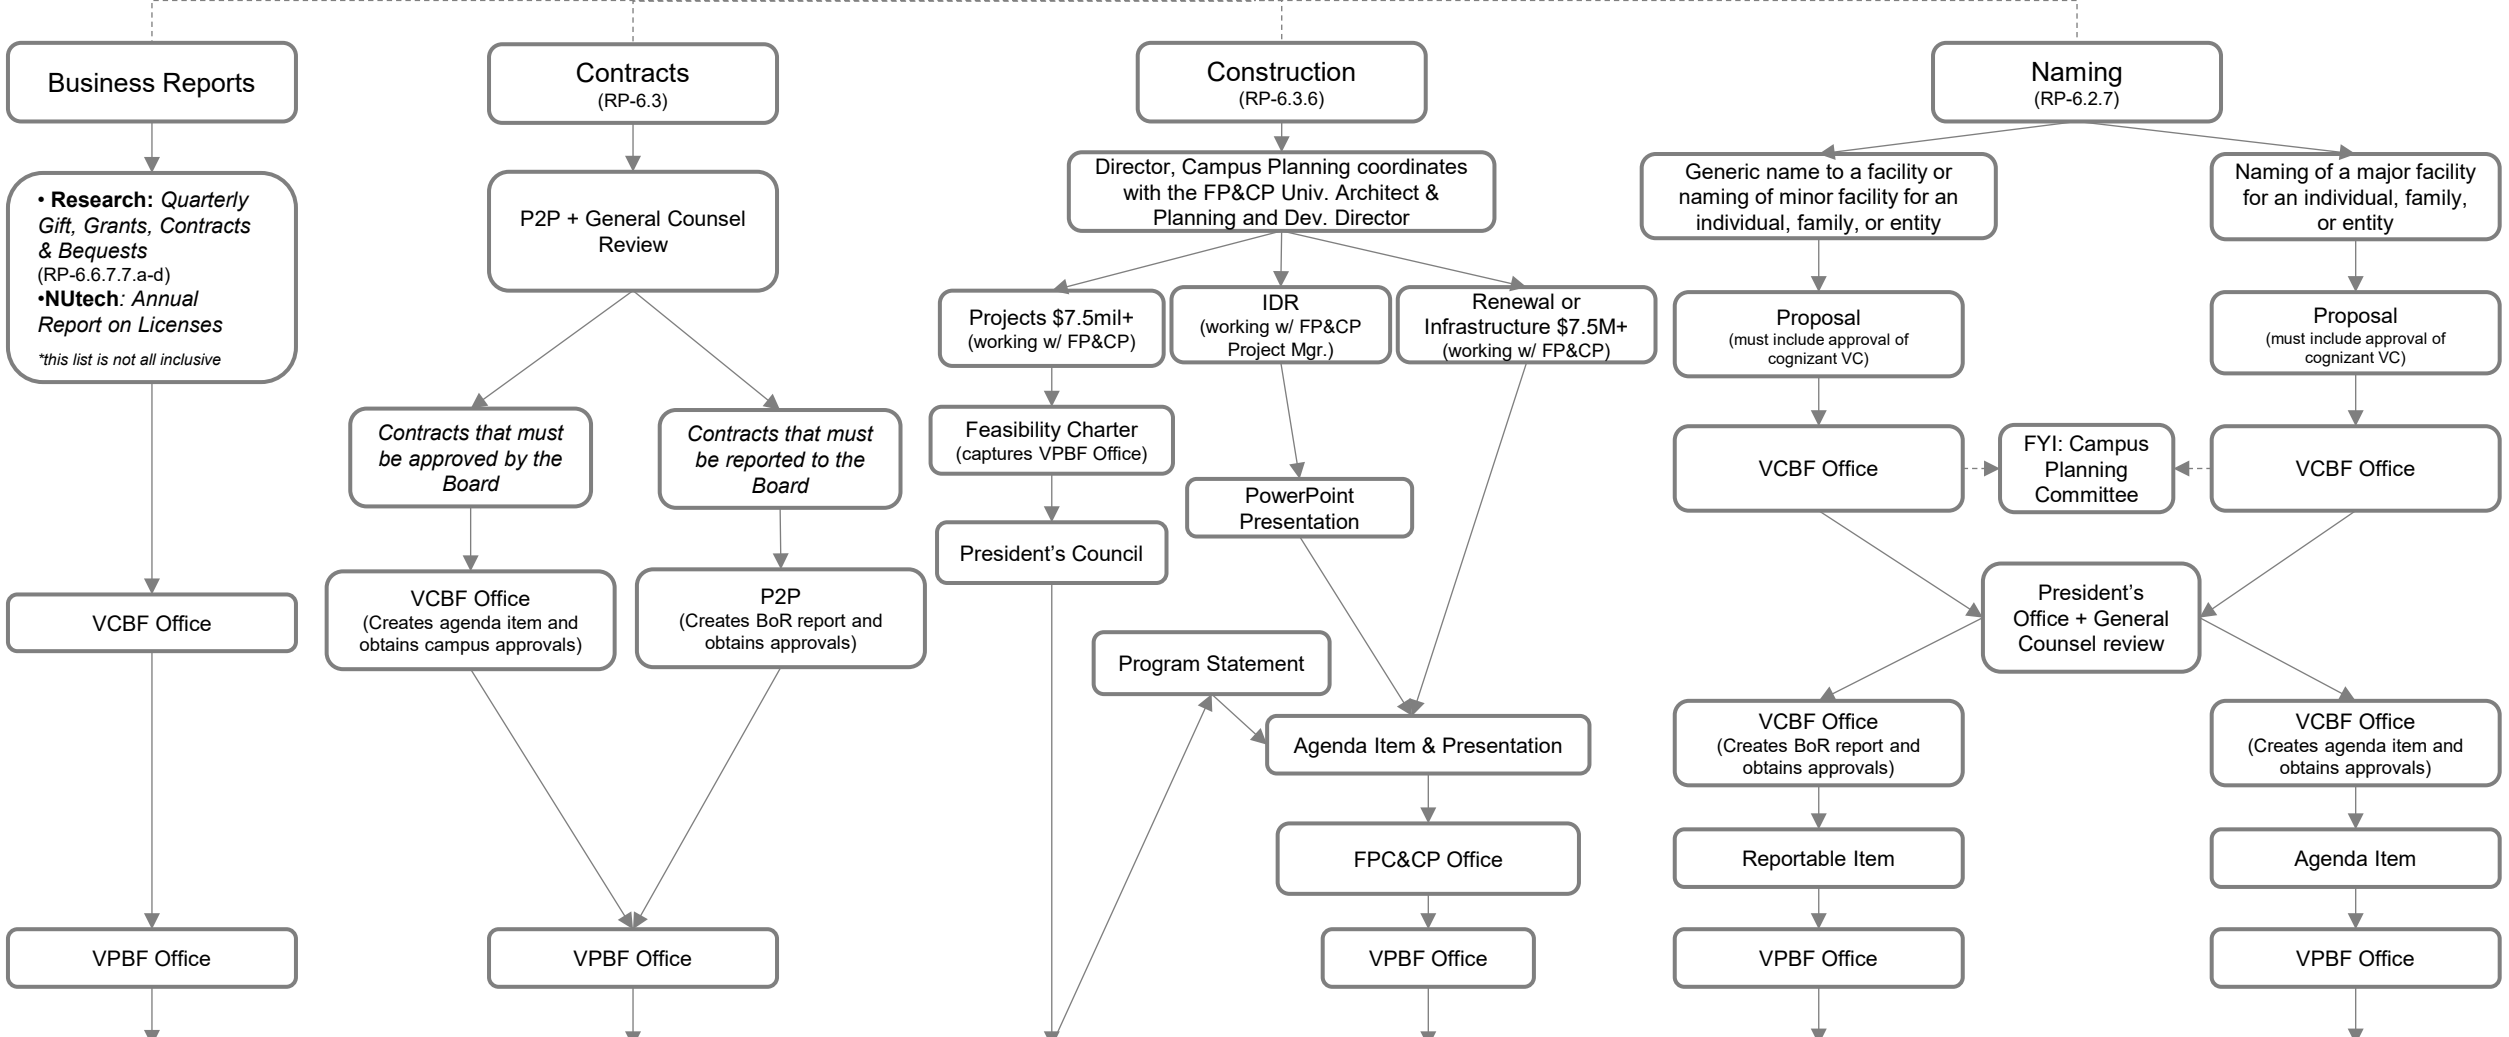 Business Reports
• Research: Quarterly
Gift, Grants, Contracts
& Bequests
(RP-6.6.7.7.a-d)
•NUtech: Annual
Report on Licenses
*this list is not all inclusive
VCBF Office
VPBF Office
Contracts
(RP-6.3)
P2P + General Counsel
Review
Contracts that must
be approved by the
Board
Contracts that must
be reported to the
Board
VCBF Office
(Creates agenda item and
obtains campus approvals)
P2P
(Creates BoR report and
obtains approvals)
VPBF Office
Construction
(RP-6.3.6)
Director, Campus Planning coordinates
with the FP&CP Univ. Architect &
Planning and Dev. Director
Projects $7.5mil+
(working w/ FP&CP)
IDR
(working w/ FP&CP
Project Mgr.)
Renewal or
Infrastructure $7.5M+
(working w/ FP&CP)
Feasibility Charter
(captures VPBF Office)
President’s Council
PowerPoint
Presentation
Program Statement
Agenda Item & Presentation
FPC&CP Office
VPBF Office
Naming
(RP-6.2.7)
Generic name to a facility or
naming of minor facility for an
individual, family, or entity
Naming of a major facility
for an individual, family,
or entity
Proposal
(must include approval of
cognizant VC)
Proposal
(must include approval of
cognizant VC)
VCBF Office
FYI: Campus
Planning
Committee
VCBF Office
President’s
Office + General
Counsel review
VCBF Office
(Creates BoR report and
obtains approvals)
VCBF Office
(Creates agenda item and
obtains approvals)
Reportable Item
Agenda Item
VPBF Office
VPBF Office